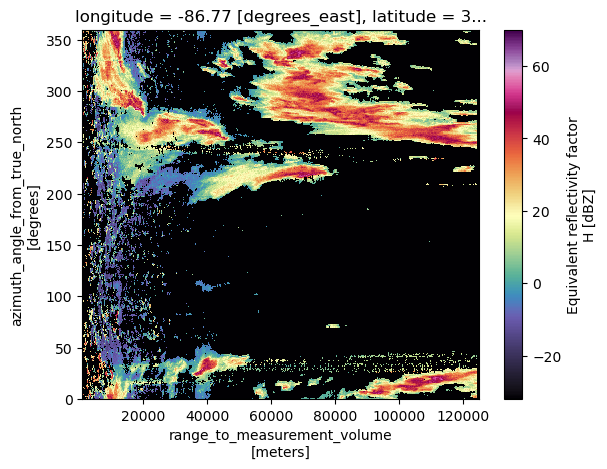 longitude = -86.77 [degrees_east], latitude = 3...
350
300
250
200
150
100
50
0
azimuth_angle_from_true_north
[degrees]
20000 40000 60000 80000 100000 120000
range_to_measurement_volume
[meters]
60
40
20
0
−20
Equivalent reflectivity factor
H [dBZ]